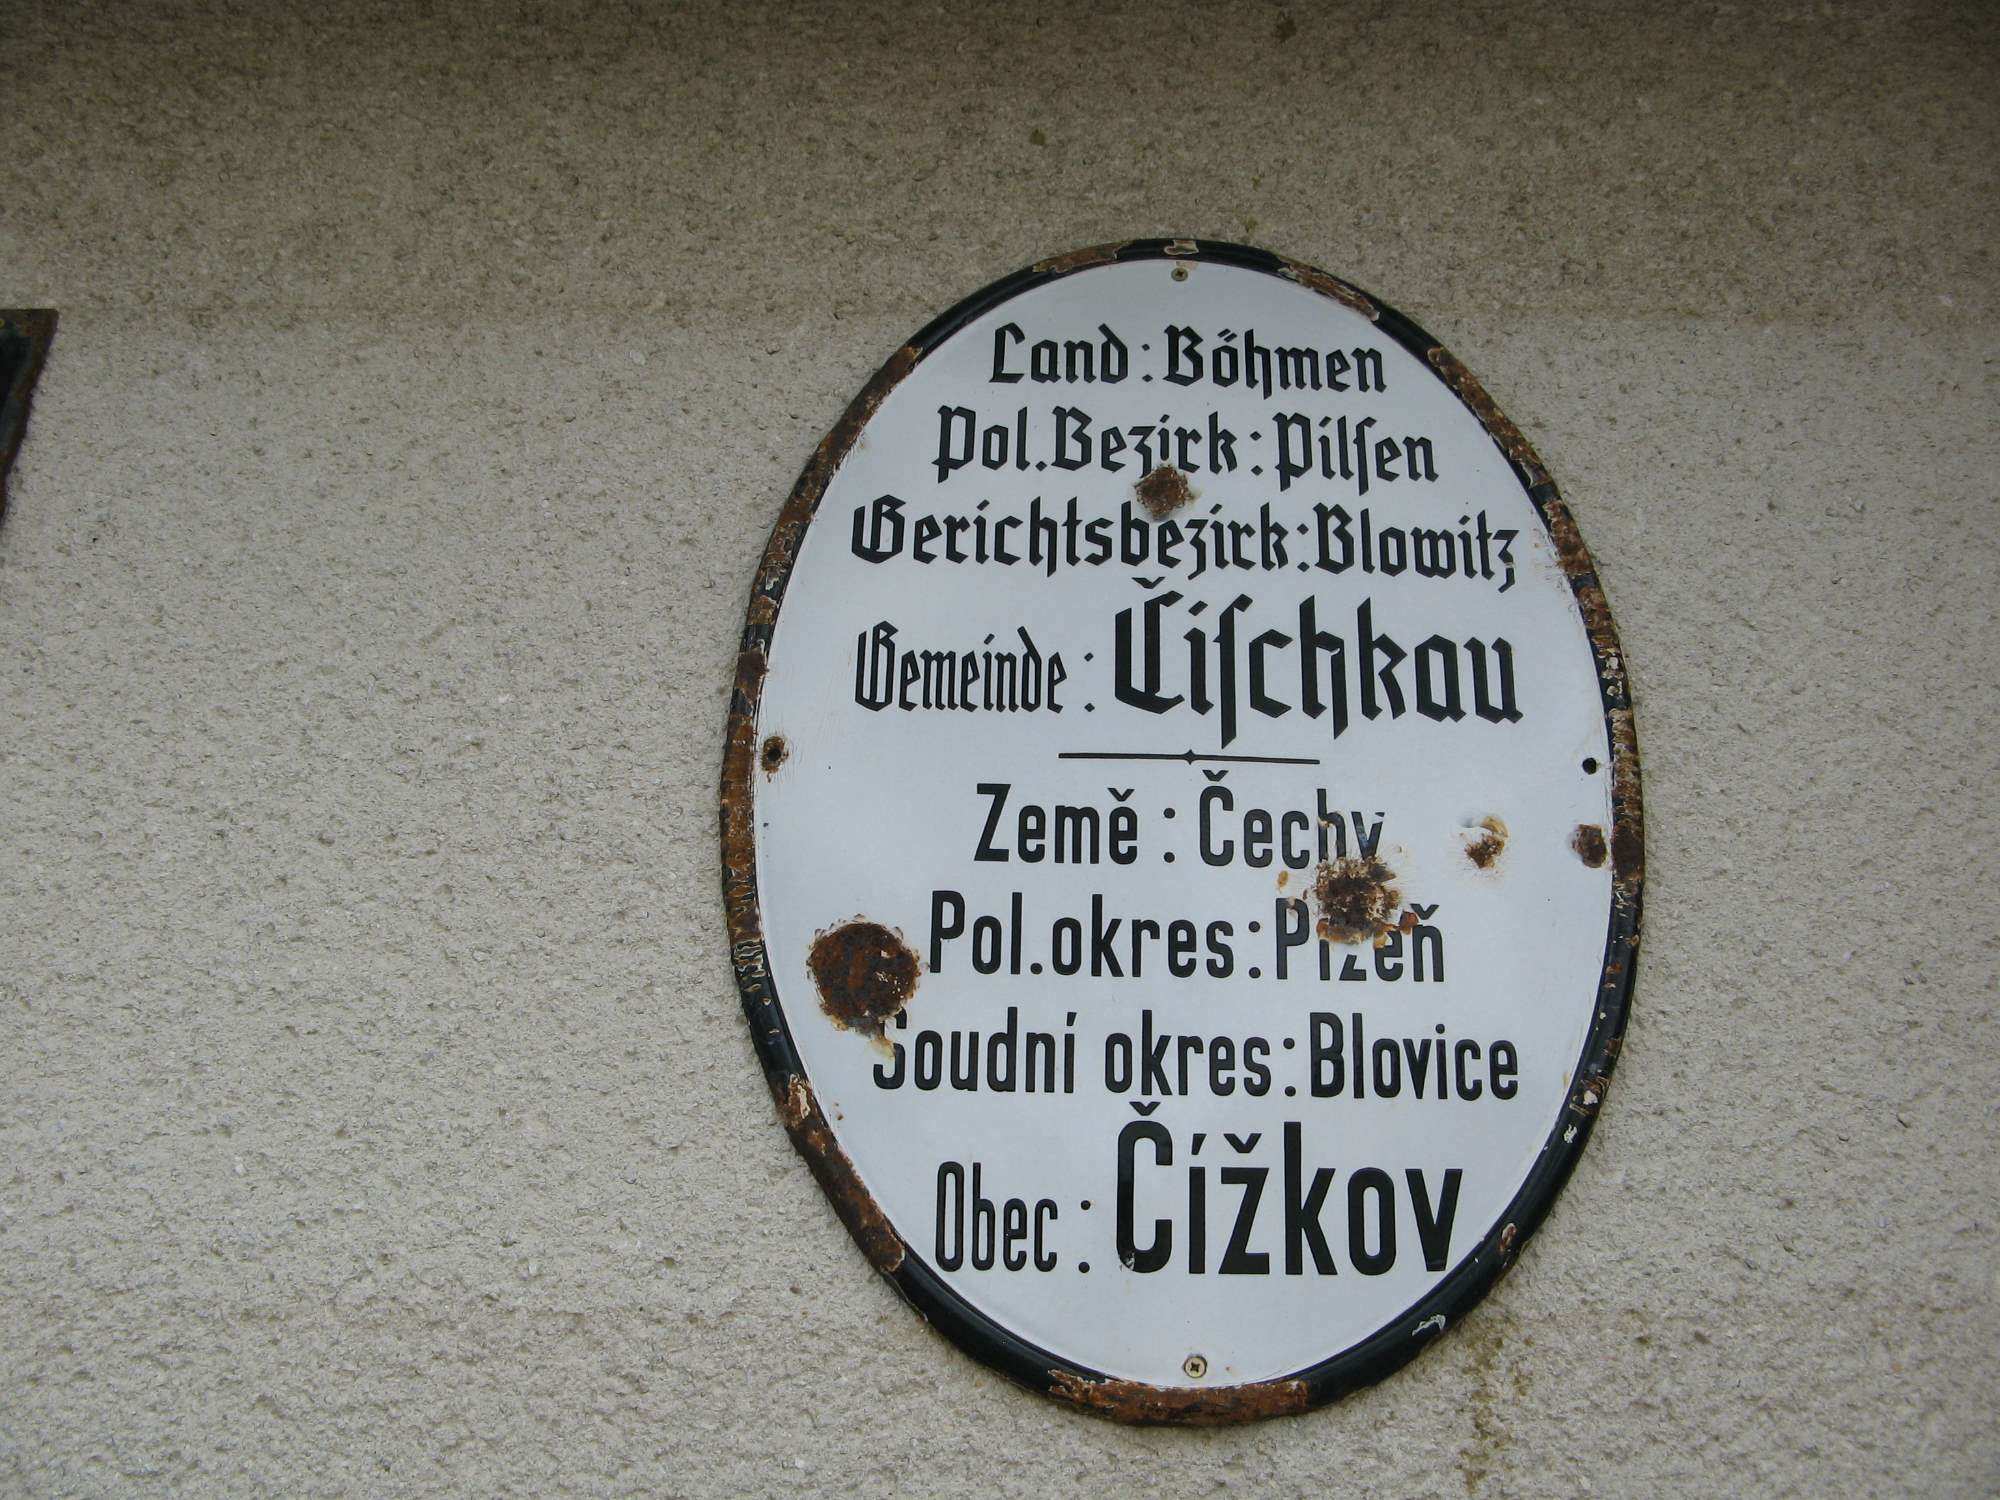 Land: Böhmen
Pol. Bezirk: Pilſen
Gerichtsbezirk: Blowitz
Gemeinde: Čiſchkau
Země: Čechy
Pol. okres: Plzeň
Soudní okres: Blovice
Obec: Čížkov